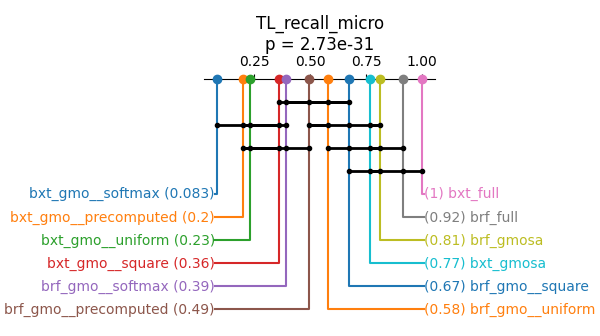 TL_recall_micro
p = 2.73e-31
0.25 0.50 0.75 1.00
bxt_gmo__softmax (0.083) (1) bxt_full
bxt_gmo__precomputed (0.2) (0.92) brf_full
bxt_gmo__uniform (0.23) (0.81) brf_gmosa
bxt_gmo__square (0.36) (0.77) bxt_gmosa
brf_gmo__softmax (0.39) (0.67) brf_gmo__square
brf_gmo__precomputed (0.49) (0.58) brf_gmo__uniform